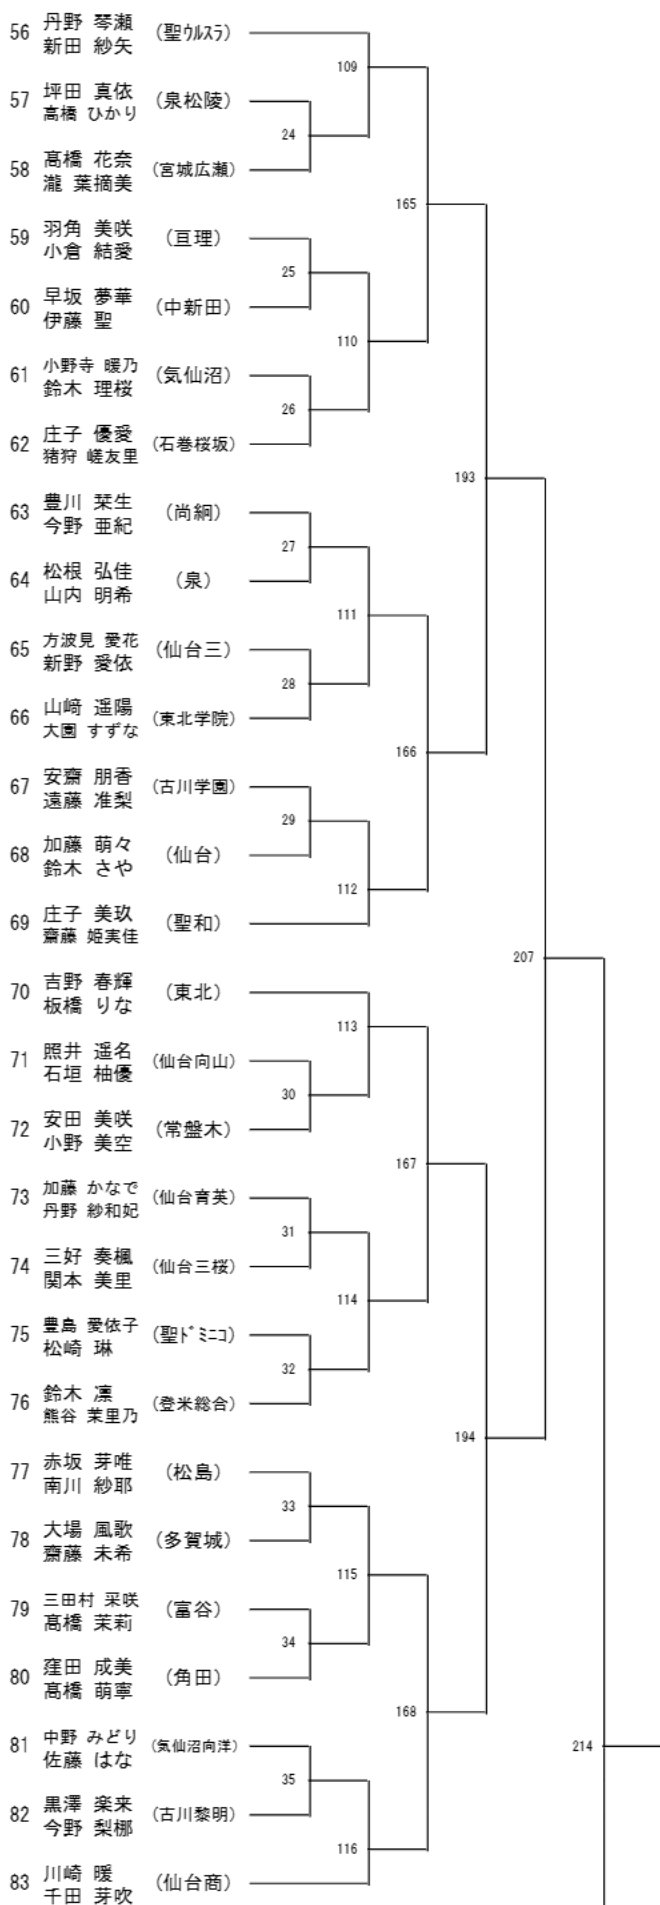 56 丹野 琴瀬 (聖ｳﾙｽﾗ)
新田 紗矢
109
57 坪田 真依 (泉松陵)
高橋 ひかり
24
58 髙橋 花奈 (宮城広瀬)
瀧 葉摘美
165
59 羽角 美咲 (亘理)
小倉 結愛
25
60 早坂 夢華 (中新田)
伊藤 聖
110
61 小野寺 暖乃 (気仙沼)
鈴木 理桜
26
62 庄子 優愛 (石巻桜坂)
猪狩 嵯友里
193
63 豊川 栞生 (尚絅)
今野 亜紀
27
64 松根 弘佳 (泉)
山内 明希
111
65 方波見 愛花 (仙台三)
新野 愛依
28
66 山﨑 遥陽 (東北学院)
大園 すずな
166
67 安齋 朋香 (古川学園)
遠藤 准梨
29
68 加藤 萌々 (仙台)
鈴木 さや
112
69 庄子 美玖 (聖和)
齋藤 姫実佳
207
70 吉野 春輝 (東北)
板橋 りな
113
71 照井 遥名 (仙台向山)
石垣 柚優
30
72 安田 美咲 (常盤木)
小野 美空
167
73 加藤 かなで (仙台育英)
丹野 紗和妃
31
74 三好 奏楓 (仙台三桜)
関本 美里
114
75 豊島 愛依子 (聖ﾄﾞﾐﾆｺ)
松崎 琳
32
76 鈴木 凛 (登米総合)
熊谷 茉里乃
194
77 赤坂 芽唯 (松島)
南川 紗耶
33
78 大場 風歌 (多賀城)
齋藤 未希
115
79 三田村 采咲 (富谷)
髙橋 茉莉
34
80 窪田 成美 (角田)
髙橋 萌寧
168
81 中野 みどり (気仙沼向洋)
佐藤 はな
214
35
82 黒澤 楽来 (古川黎明)
今野 梨梛
116
83 川崎 暖 (仙台商)
千田 芽吹